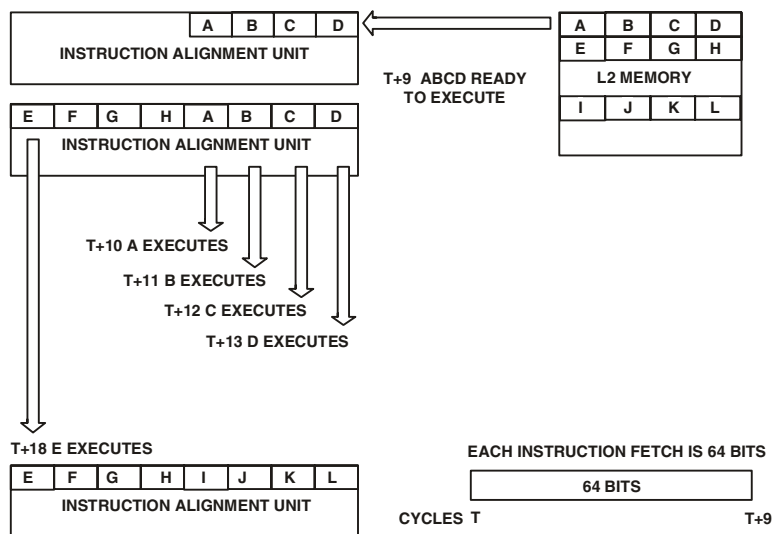 A B C D
INSTRUCTION ALIGNMENT UNIT
T+9 ABCD READY
TO EXECUTE
A B C D
E F G H
L2 MEMORY
I J K L
E F G H A B C D
INSTRUCTION ALIGNMENT UNIT
T+10 A EXECUTES
T+11 B EXECUTES
T+12 C EXECUTES
T+13 D EXECUTES
T+18 E EXECUTES
E F G H I J K L
INSTRUCTION ALIGNMENT UNIT
EACH INSTRUCTION FETCH IS 64 BITS
64 BITS
CYCLES T T+9